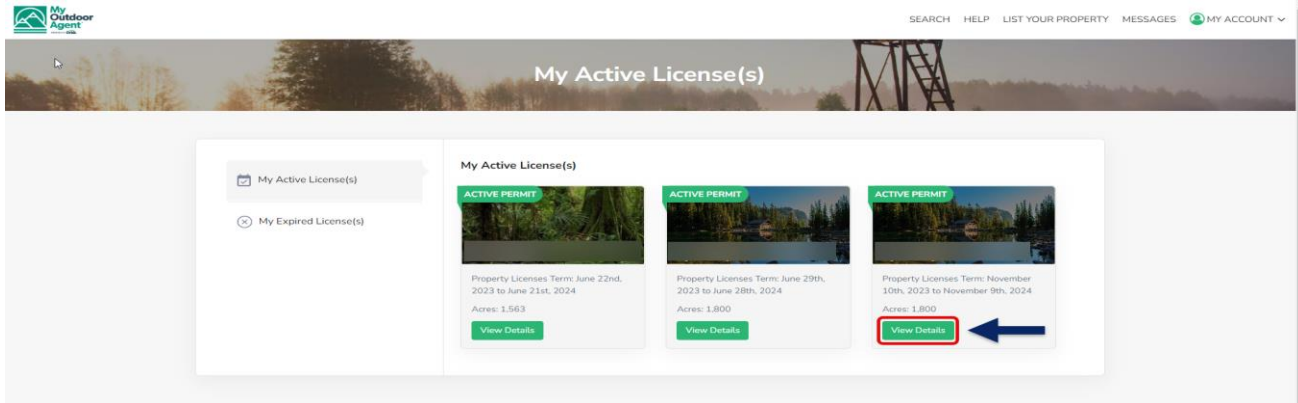 My
Outdoor
Agent
SEARCH HELP LIST YOUR PROPERTY MESSAGES MY ACCOUNT
My Active License(s)
My Active License(s)
My Expired License(s)
My Active License(s)
ACTIVE PERMIT
Property Licenses Term: June 22nd,
2023 to June 21st, 2024
Acres: 1,563
View Details
ACTIVE PERMIT
Property Licenses Term: June 29th,
2023 to June 28th, 2024
Acres: 1,800
View Details
ACTIVE PERMIT
Property Licenses Term: November
10th, 2023 to November 9th, 2024
Acres: 1,800
View Details